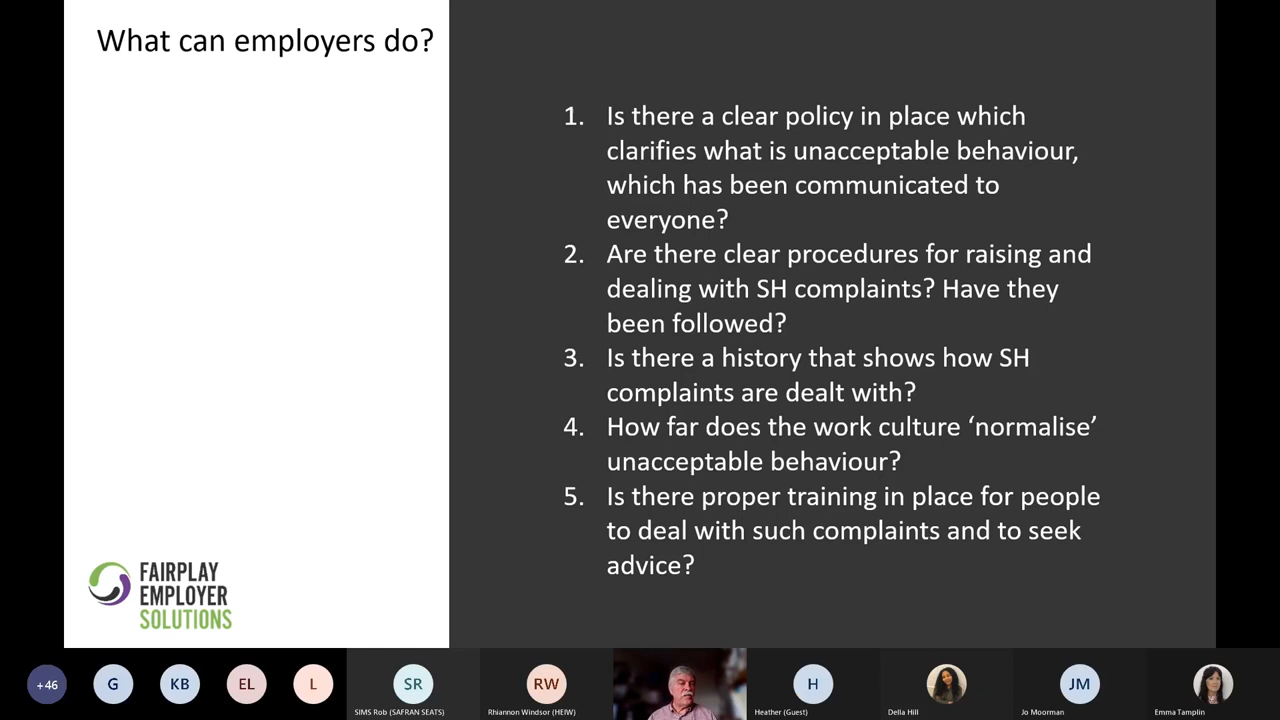 What can employers do?
1. Is there a clear policy in place which
clarifies what is unacceptable behaviour,
which has been communicated to
everyone?
2. Are there clear procedures for raising and
dealing with SH complaints? Have they
been followed?
3. Is there a history that shows how SH
complaints are dealt with?
4. How far does the work culture ‘normalise’
unacceptable behaviour?
5. Is there proper training in place for people
to deal with such complaints and to seek
advice?
FAIRPLAY
EMPLOYER
SOLUTIONS
+46
G
KB
EL
L
SR
RW
H
JM
SIMS Rob (SAFRAN SEATS)
Rhiannon Windsor (HEIW)
Heather (Guest)
Della Hill
Jo Moorman
Emma Tamplin